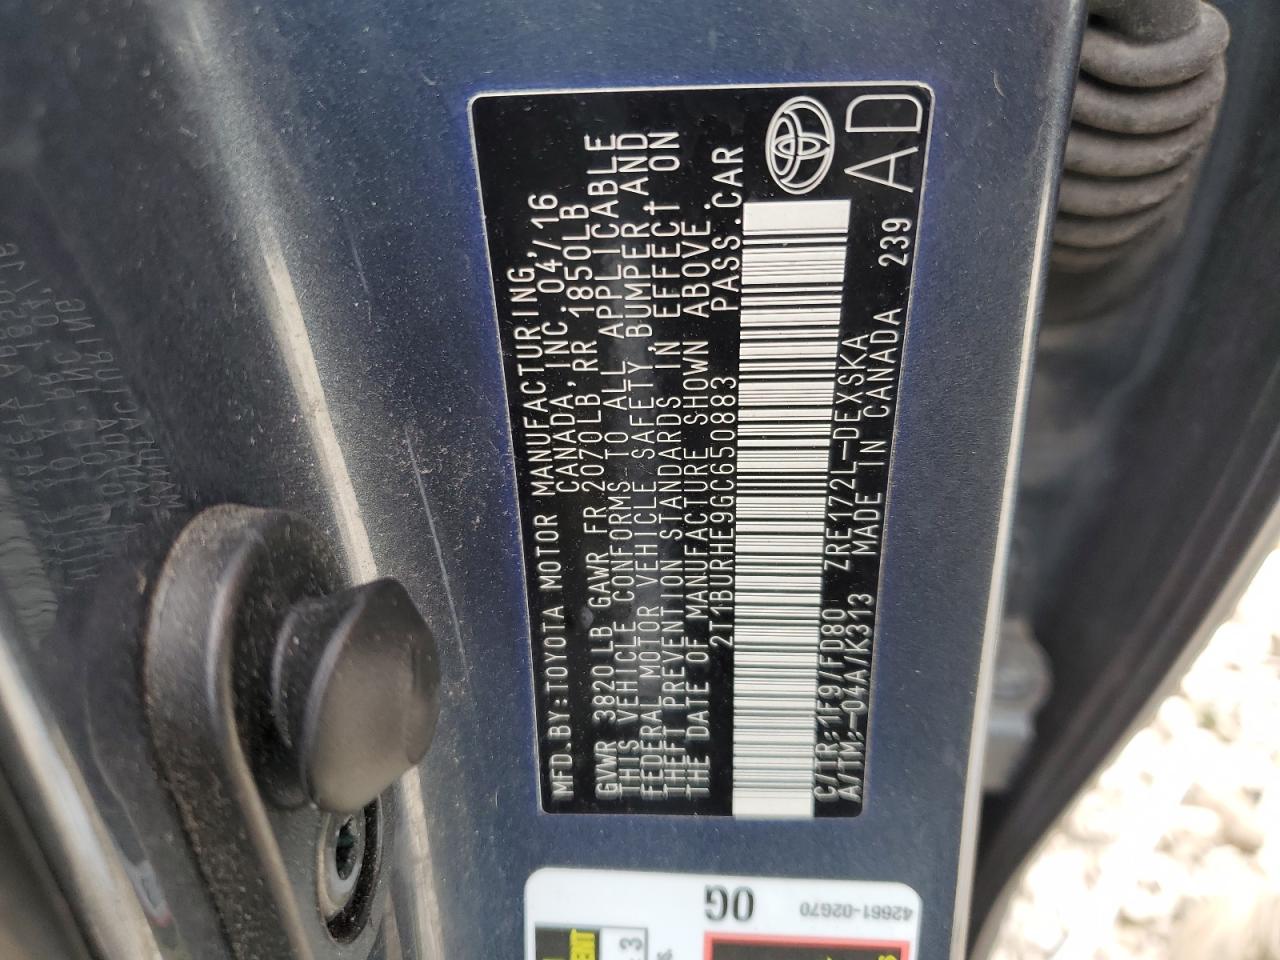 MFD.BY:TOYOTA MOTOR MANUFACTURING,
CANADA,INC. 04/16
GVWR 3820LB GAWR FR 2070LB RR 1850LB
THIS VEHICLE CONFORMS TO ALL APPLICABLE
FEDERAL MOTOR VEHICLE SAFETY, BUMPER, AND
THEFT PREVENTION STANDARDS IN EFFECT ON
THE DATE OF MANUFACTURE SHOWN ABOVE.
2T1BURHE9GC650883 PASS.CAR
C/TR:1F9/FD80 ZRE172L-DEXSKA
A/TM:-04A/K313 MADE IN CANADA 239
AD
OG
42661-02670